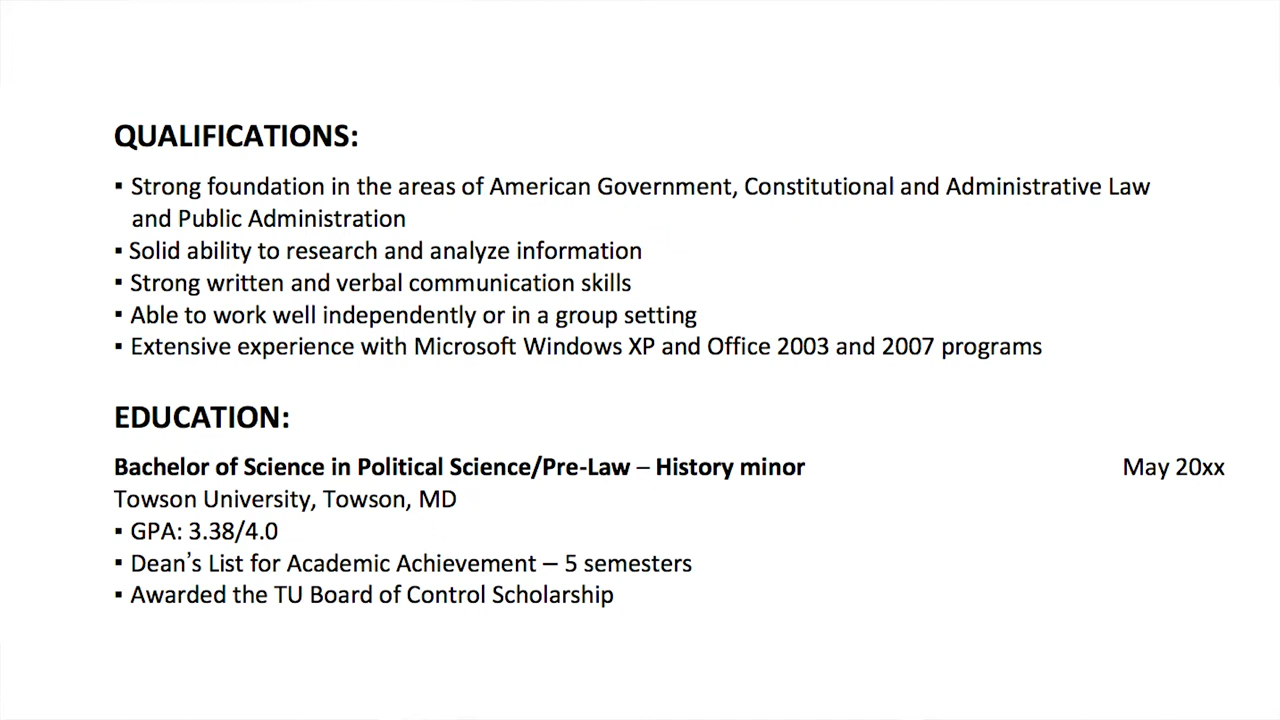 QUALIFICATIONS:
▪ Strong foundation in the areas of American Government, Constitutional and Administrative Law
and Public Administration
▪ Solid ability to research and analyze information
▪ Strong written and verbal communication skills
▪ Able to work well independently or in a group setting
▪ Extensive experience with Microsoft Windows XP and Office 2003 and 2007 programs
EDUCATION:
Bachelor of Science in Political Science/Pre-Law – History minor May 20xx
Towson University, Towson, MD
▪ GPA: 3.38/4.0
▪ Dean’s List for Academic Achievement – 5 semesters
▪ Awarded the TU Board of Control Scholarship